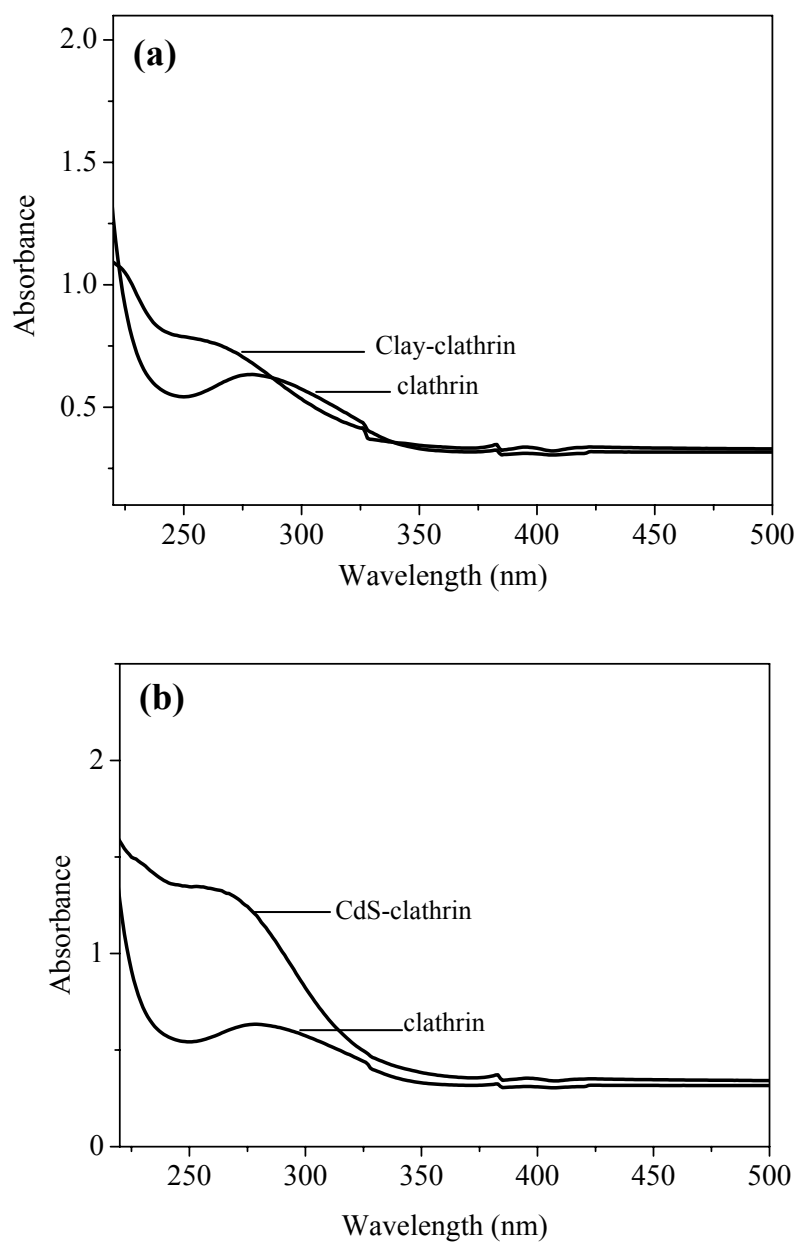 (a)
2.0
1.5
1.0
0.5
Absorbance
Clay-clathrin
clathrin
250 300 350 400 450 500
Wavelength (nm)
(b)
2
1
0
Absorbance
CdS-clathrin
clathrin
250 300 350 400 450 500
Wavelength (nm)